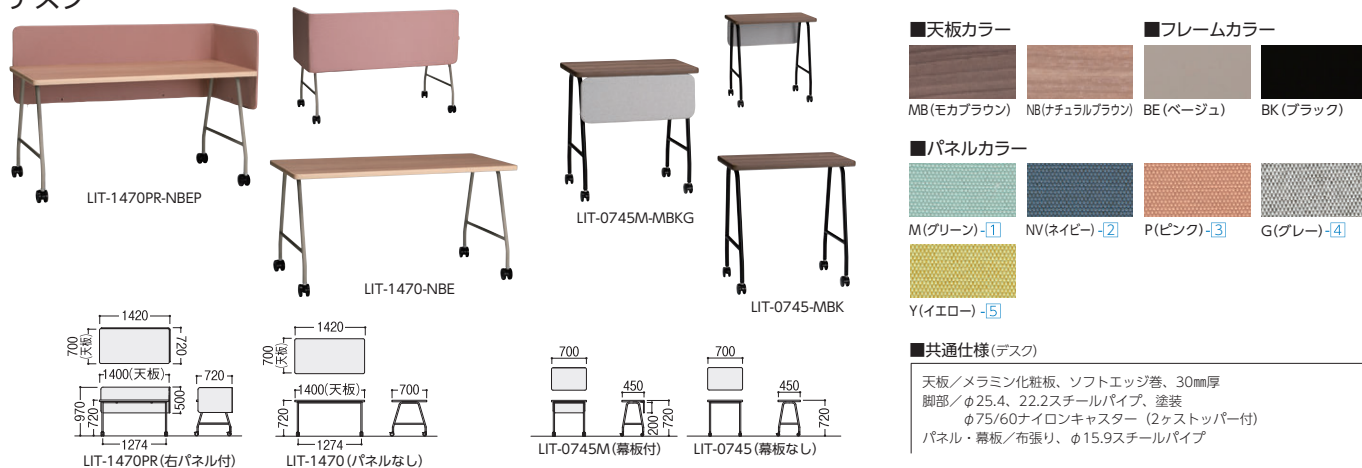 デスク
LIT-1470PR-NBEP
LIT-1470-NBE
LIT-0745M-MBKG
LIT-0745-MBK
1420
700
(天板)
720
1400(天板)
720
970
720
500
1274
LIT-1470PR(右パネル付)
1420
700
(天板)
1400(天板)
700
720
1274
LIT-1470(パネルなし)
700
450
200
720
LIT-0745M(幕板付)
700
450
720
LIT-0745(幕板なし)
■天板カラー
MB(モカブラウン)
NB(ナチュラルブラウン)
■フレームカラー
BE(ベージュ)
BK(ブラック)
■パネルカラー
M(グリーン)-1
NV(ネイビー)-2
P(ピンク)-3
G(グレー)-4
Y(イエロー)-5
■共通仕様(デスク)
天板／メラミン化粧板、ソフトエッジ巻、30㎜厚
脚部／φ25.4、22.2スチールパイプ、塗装
φ75/60ナイロンキャスター（2ヶストッパー付）
パネル・幕板／布張り、φ15.9スチールパイプ